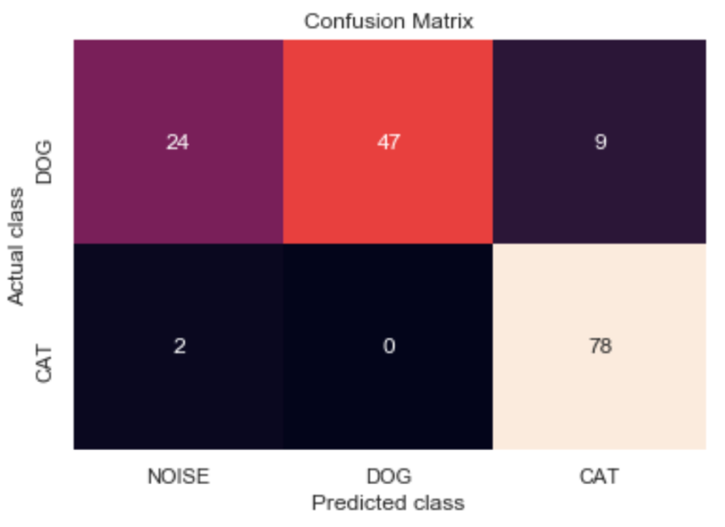 Confusion Matrix
Actual class
DOG
24 47 9
CAT
2 0 78
NOISE DOG CAT
Predicted class